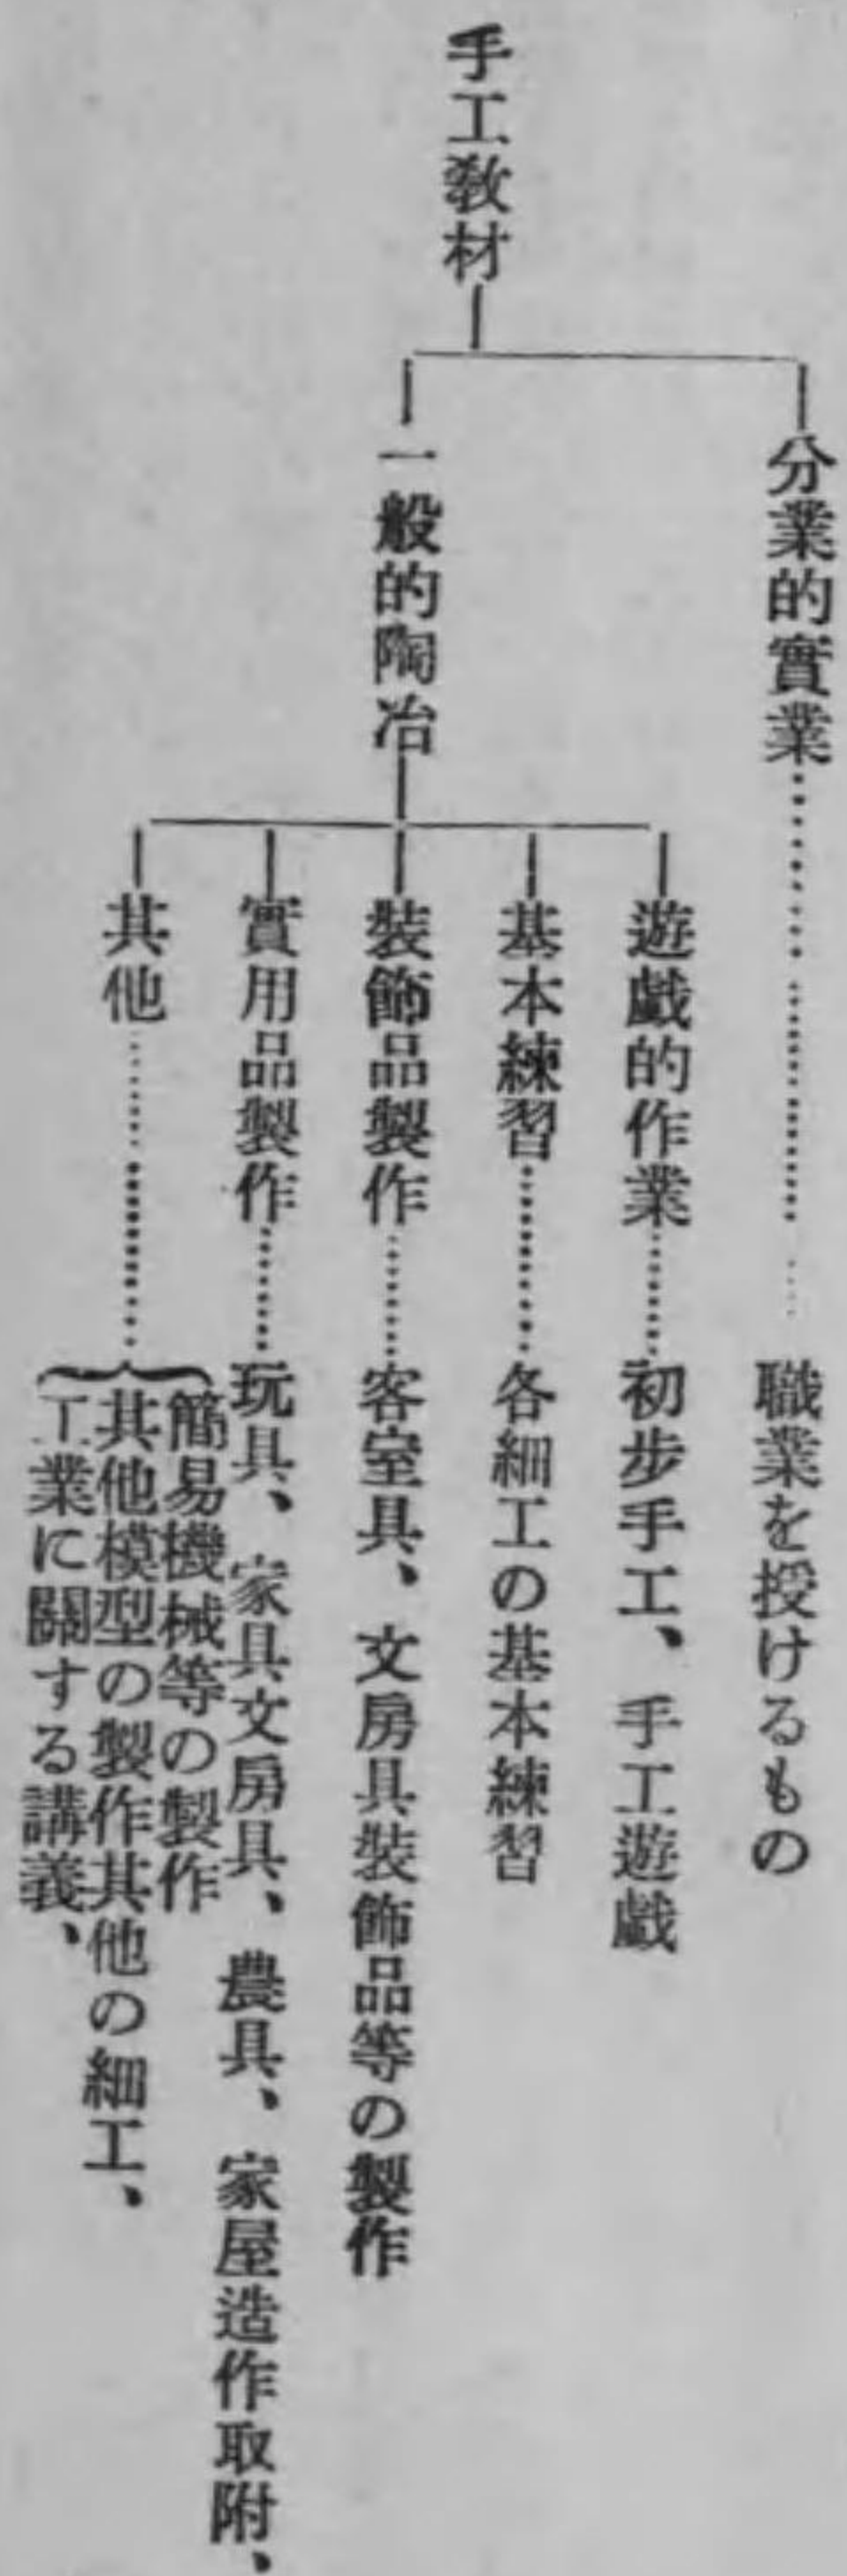 手工敎材
分業的實業…………………職業を授けるもの
一般的陶冶
遊戯的作業………初步手工、手工遊戯
基本練習…………各細工の基本練習
裝飾品製作………客室具、文房具裝飾品等の製作
實用品製作………玩具、家具文房具、農具、家屋造作取附、
其他………………
簡易機械等の製作
其他模型の製作其他の細工、
工業に關する講義、